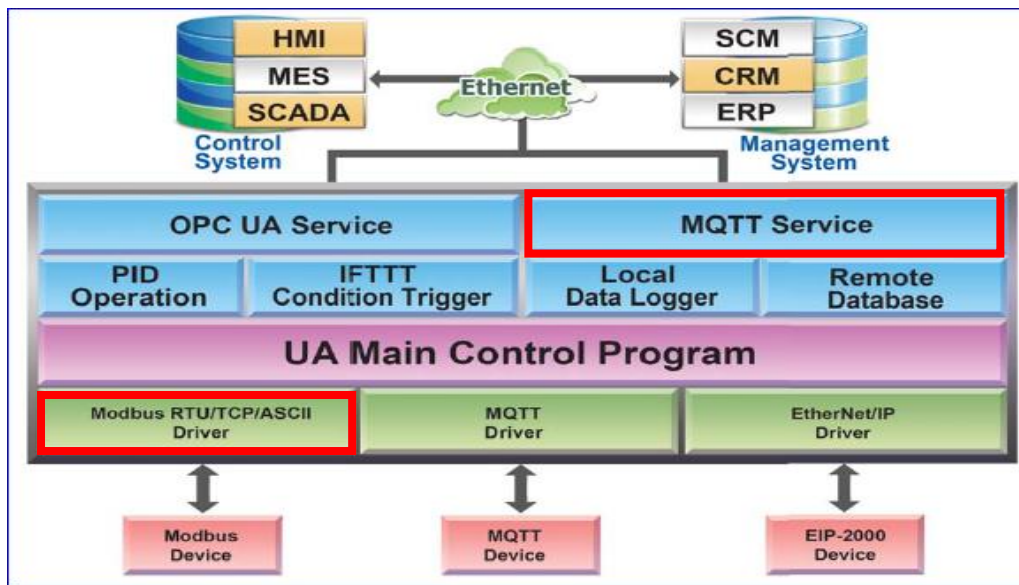 HMI
MES
SCADA
Control
System
Ethernet
SCM
CRM
ERP
Management
System
OPC UA Service
MQTT Service
PID
Operation
IFTTT
Condition Trigger
Local
Data Logger
Remote
Database
UA Main Control Program
Modbus RTU/TCP/ASCII
Driver
MQTT
Driver
EtherNet/IP
Driver
Modbus
Device
MQTT
Device
EIP-2000
Device